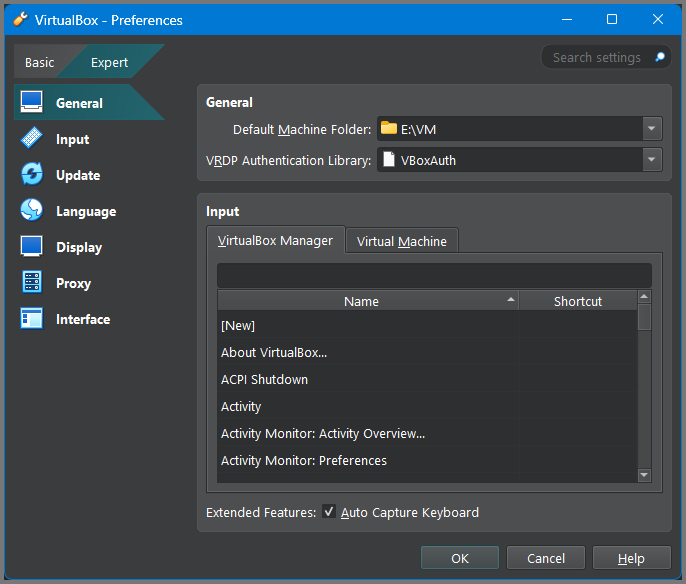 VirtualBox - Preferences
Basic
Expert
Search settings
General
Input
Update
Language
Display
Proxy
Interface
General
Default Machine Folder: E:\VM
VRDP Authentication Library: VBoxAuth
Input
VirtualBox Manager
Virtual Machine
Name
Shortcut
[New]
About VirtualBox...
ACPI Shutdown
Activity
Activity Monitor: Activity Overview...
Activity Monitor: Preferences
Extended Features: Auto Capture Keyboard
OK
Cancel
Help